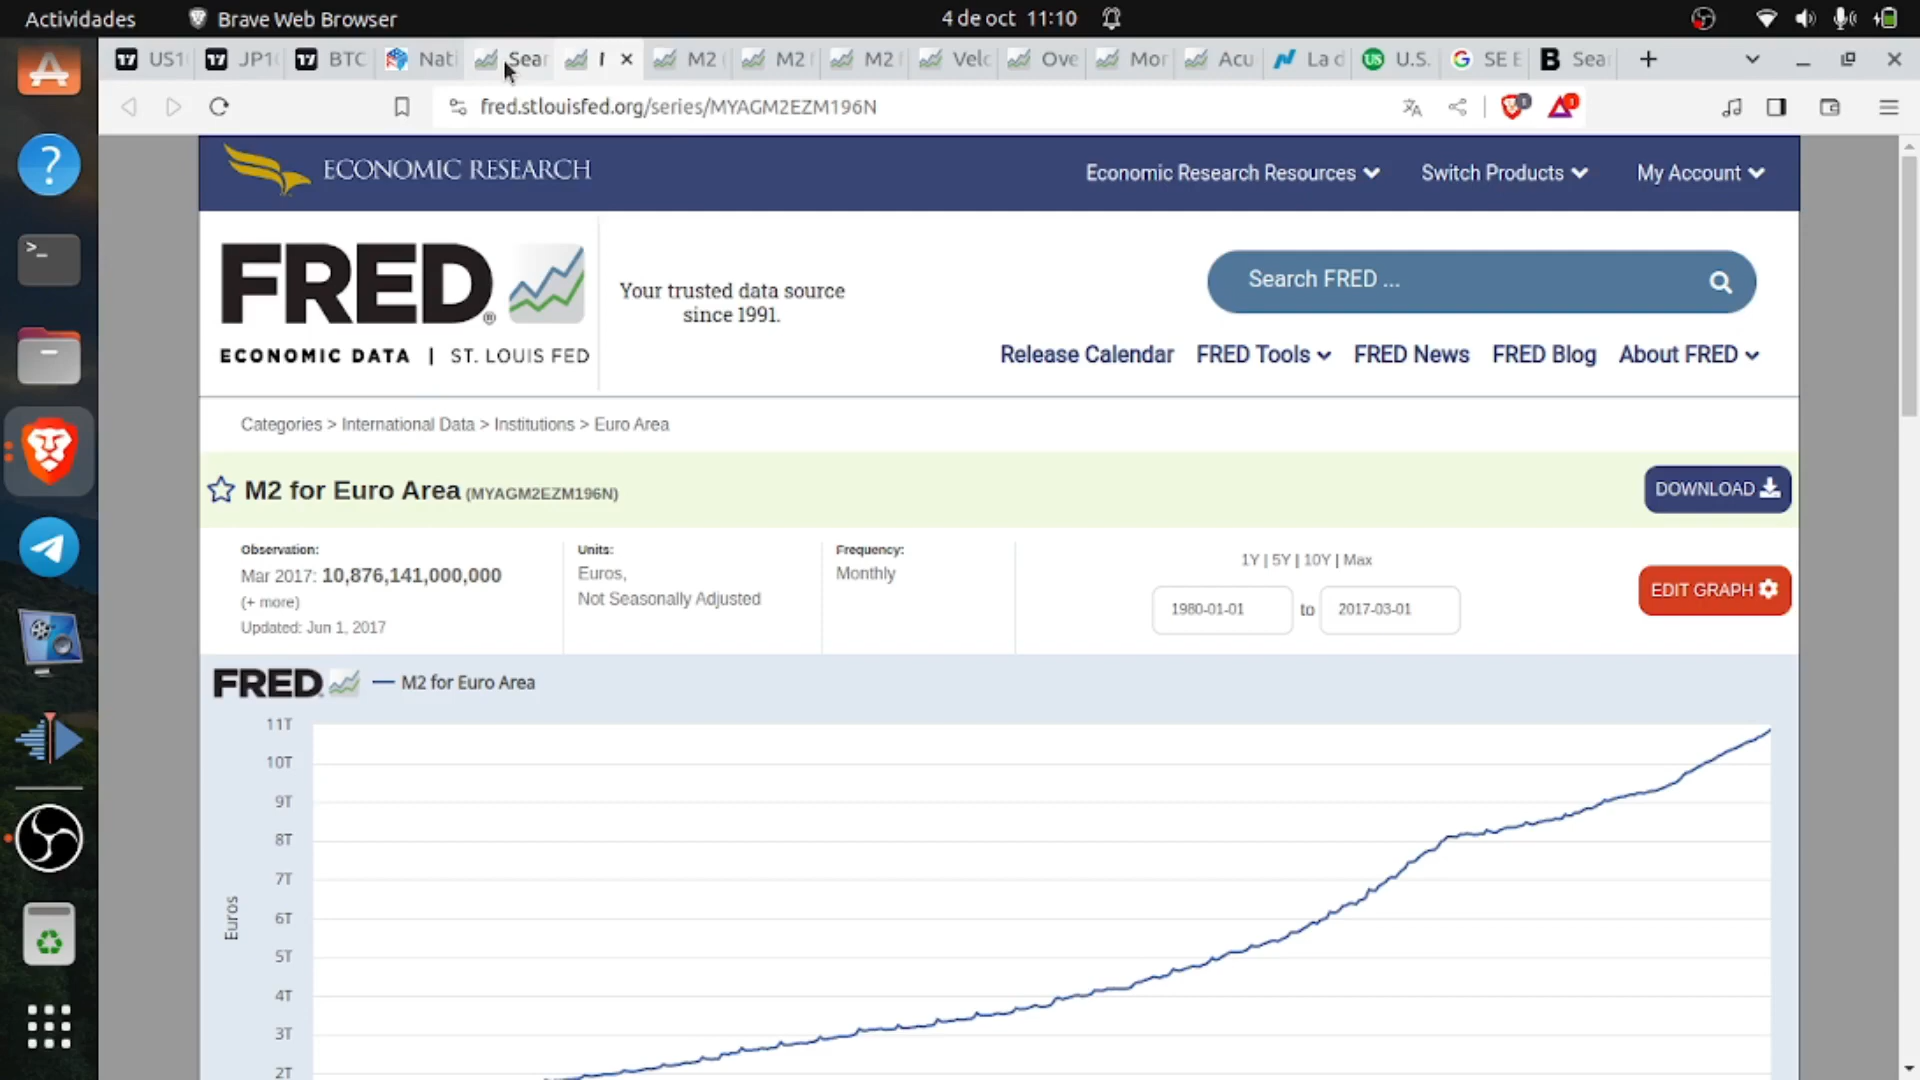 Actividades
Brave Web Browser
4 de oct 11:10
US1
JP1
BTC
Nat
Sear
M2
M2
M2
Velo
Ove
Mor
Acu
La d
U.S.
SE E
Sea
fred.stlouisfed.org/series/MYAGM2EZM196N
ECONOMIC RESEARCH
Economic Research Resources
Switch Products
My Account
FRED®
ECONOMIC DATA | ST. LOUIS FED
Your trusted data source
since 1991.
Search FRED ...
Release Calendar
FRED Tools
FRED News
FRED Blog
About FRED
Categories > International Data > Institutions > Euro Area
M2 for Euro Area (MYAGM2EZM196N)
DOWNLOAD
Observation:
Mar 2017: 10,876,141,000,000
(+ more)
Updated: Jun 1, 2017
Units:
Euros,
Not Seasonally Adjusted
Frequency:
Monthly
1Y | 5Y | 10Y | Max
1980-01-01 to 2017-03-01
EDIT GRAPH
FRED
M2 for Euro Area
11T
10T
9T
8T
7T
6T
5T
4T
3T
2T
Euros